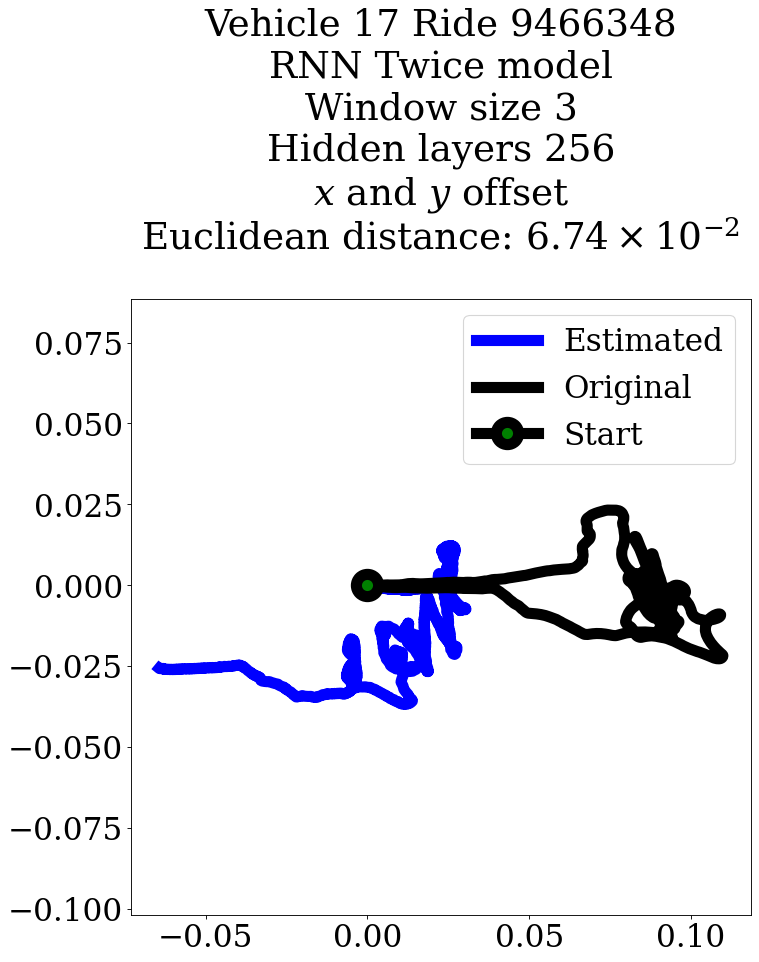 Vehicle 17 Ride 9466348
RNN Twice model
Window size 3
Hidden layers 256
x and y offset
Euclidean distance: 6.74 × 10⁻²
Estimated
Original
Start
0.075
0.050
0.025
0.000
−0.025
−0.050
−0.075
−0.100
−0.05 0.00 0.05 0.10